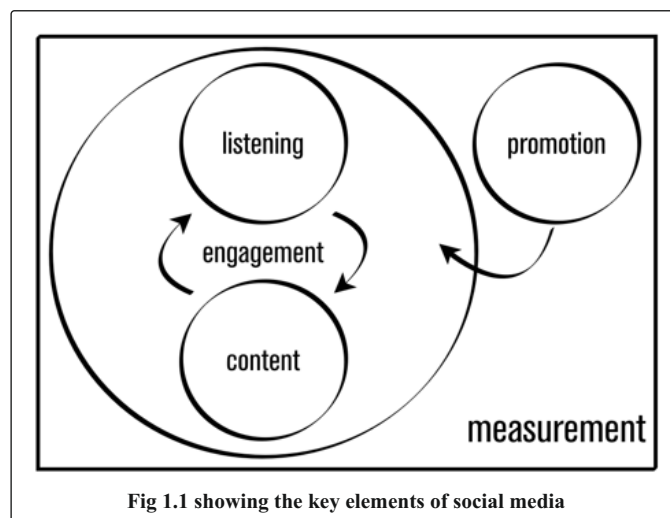 listening
promotion
engagement
content
measurement
Fig 1.1 showing the key elements of social media